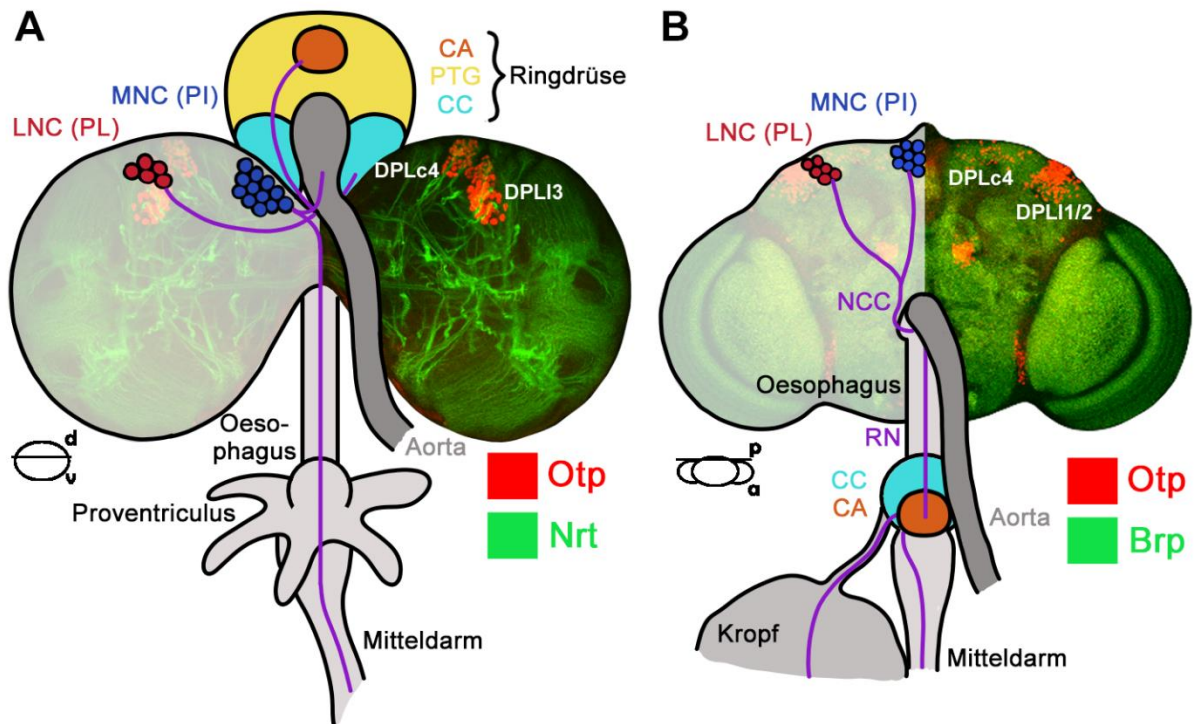 A
CA
PTG
CC
Ringdrüse
MNC (PI)
LNC (PL)
DPLc4
DPLl3
Oeso-
phagus
Aorta
d
v
Proventriculus
Otp
Nrt
Mitteldarm
B
MNC (PI)
LNC (PL)
DPLc4
DPLl1/2
NCC
Oesophagus
RN
p
a
CC
CA
Aorta
Otp
Brp
Kropf
Mitteldarm